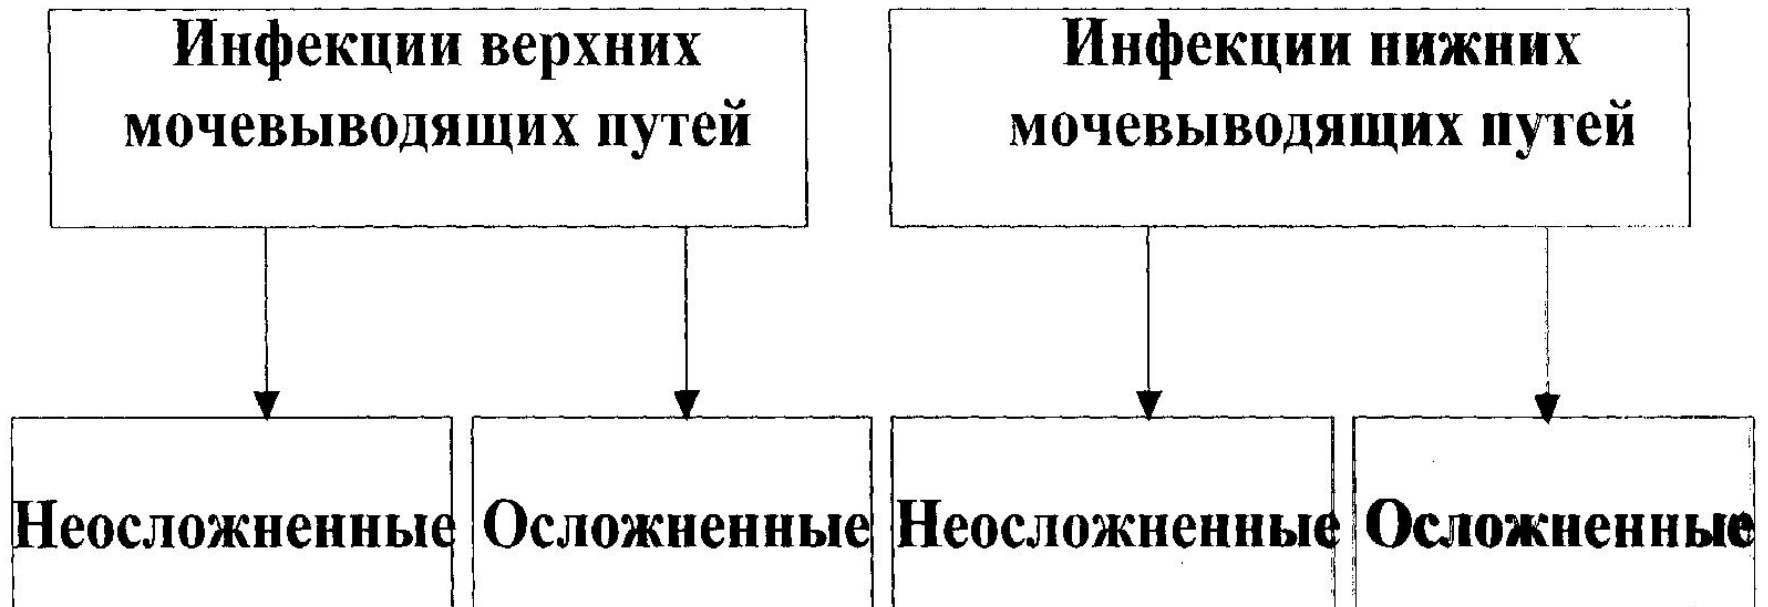 Инфекции верхних
мочевыводящих путей
Инфекции нижних
мочевыводящих путей
Неосложненные
Осложненные
Неосложненные
Осложненные